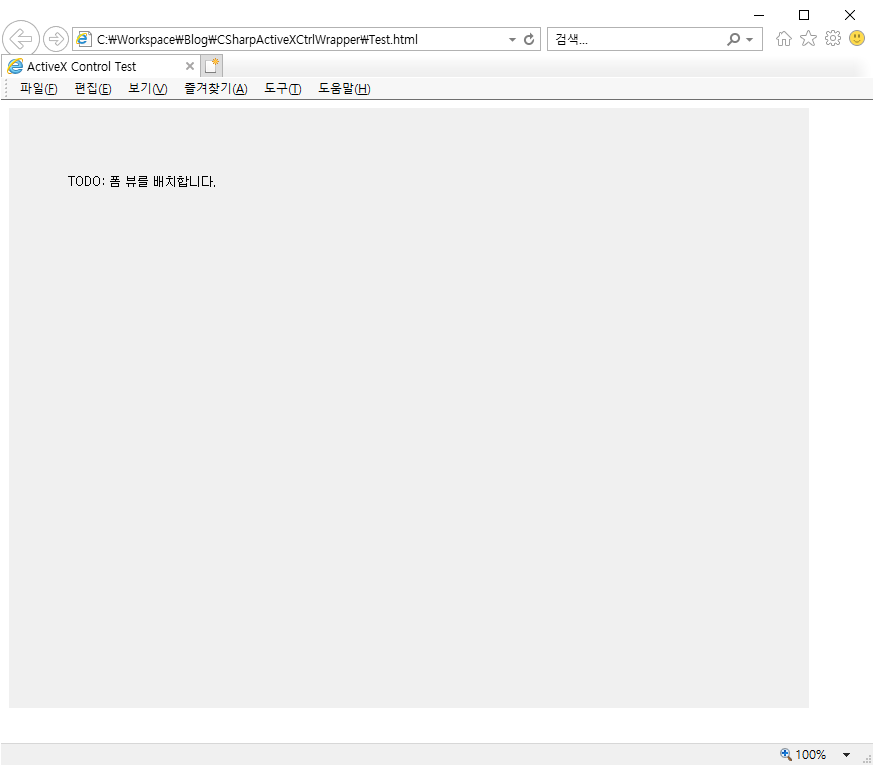 C:₩Workspace₩Blog₩CSharpActiveXCtrlWrapper₩Test.html
검색...
ActiveX Control Test
파일(F) 편집(E) 보기(V) 즐겨찾기(A) 도구(T) 도움말(H)
TODO: 폼 뷰를 배치합니다.
100%